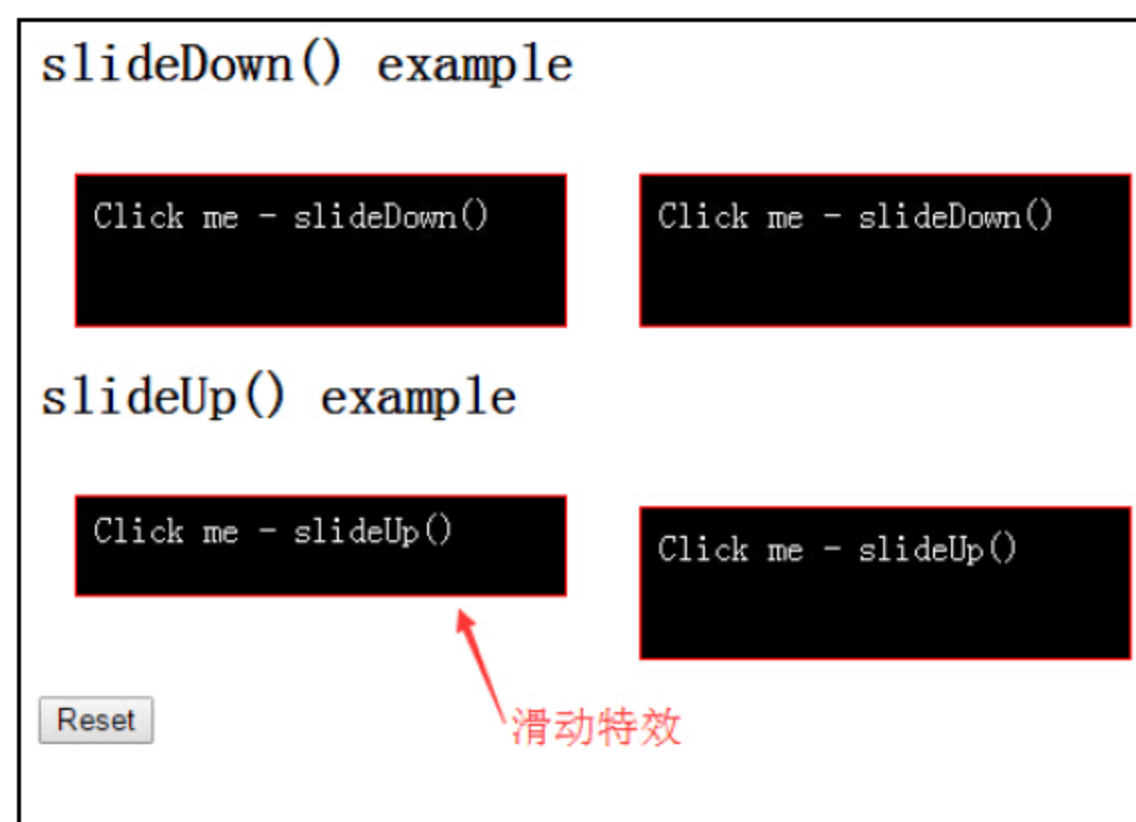 slideDown() example
Click me - slideDown()
Click me - slideDown()
slideUp() example
Click me - slideUp()
Click me - slideUp()
Reset
滑动特效